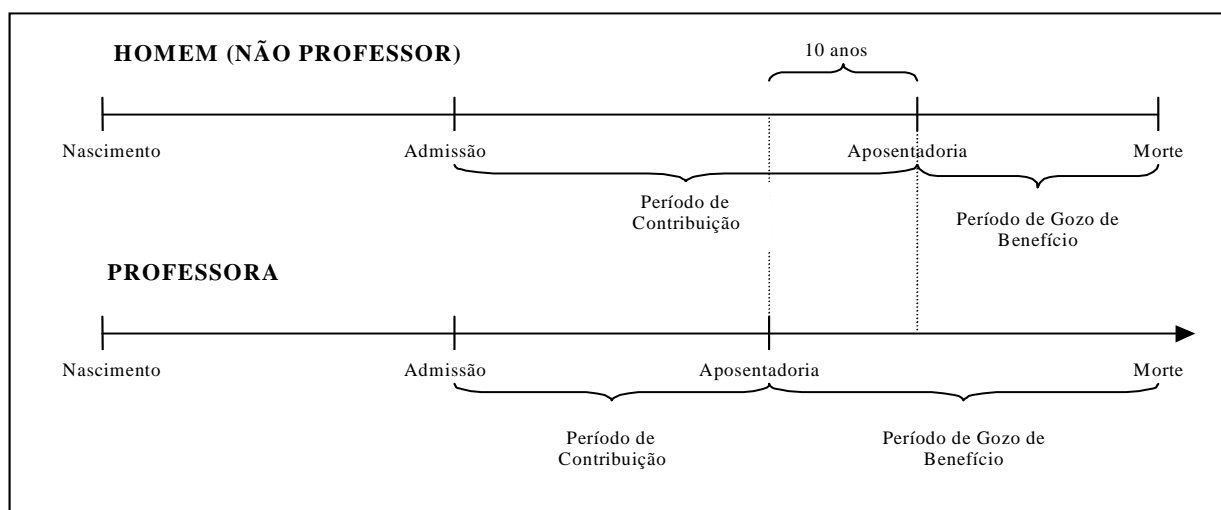 HOMEM (NÃO PROFESSOR)
10 anos
Nascimento
Admissão
Aposentadoria
Morte
Período de
Contribuição
Período de Gozo de
Benefício
PROFESSORA
Nascimento
Admissão
Aposentadoria
Morte
Período de
Contribuição
Período de Gozo de
Benefício